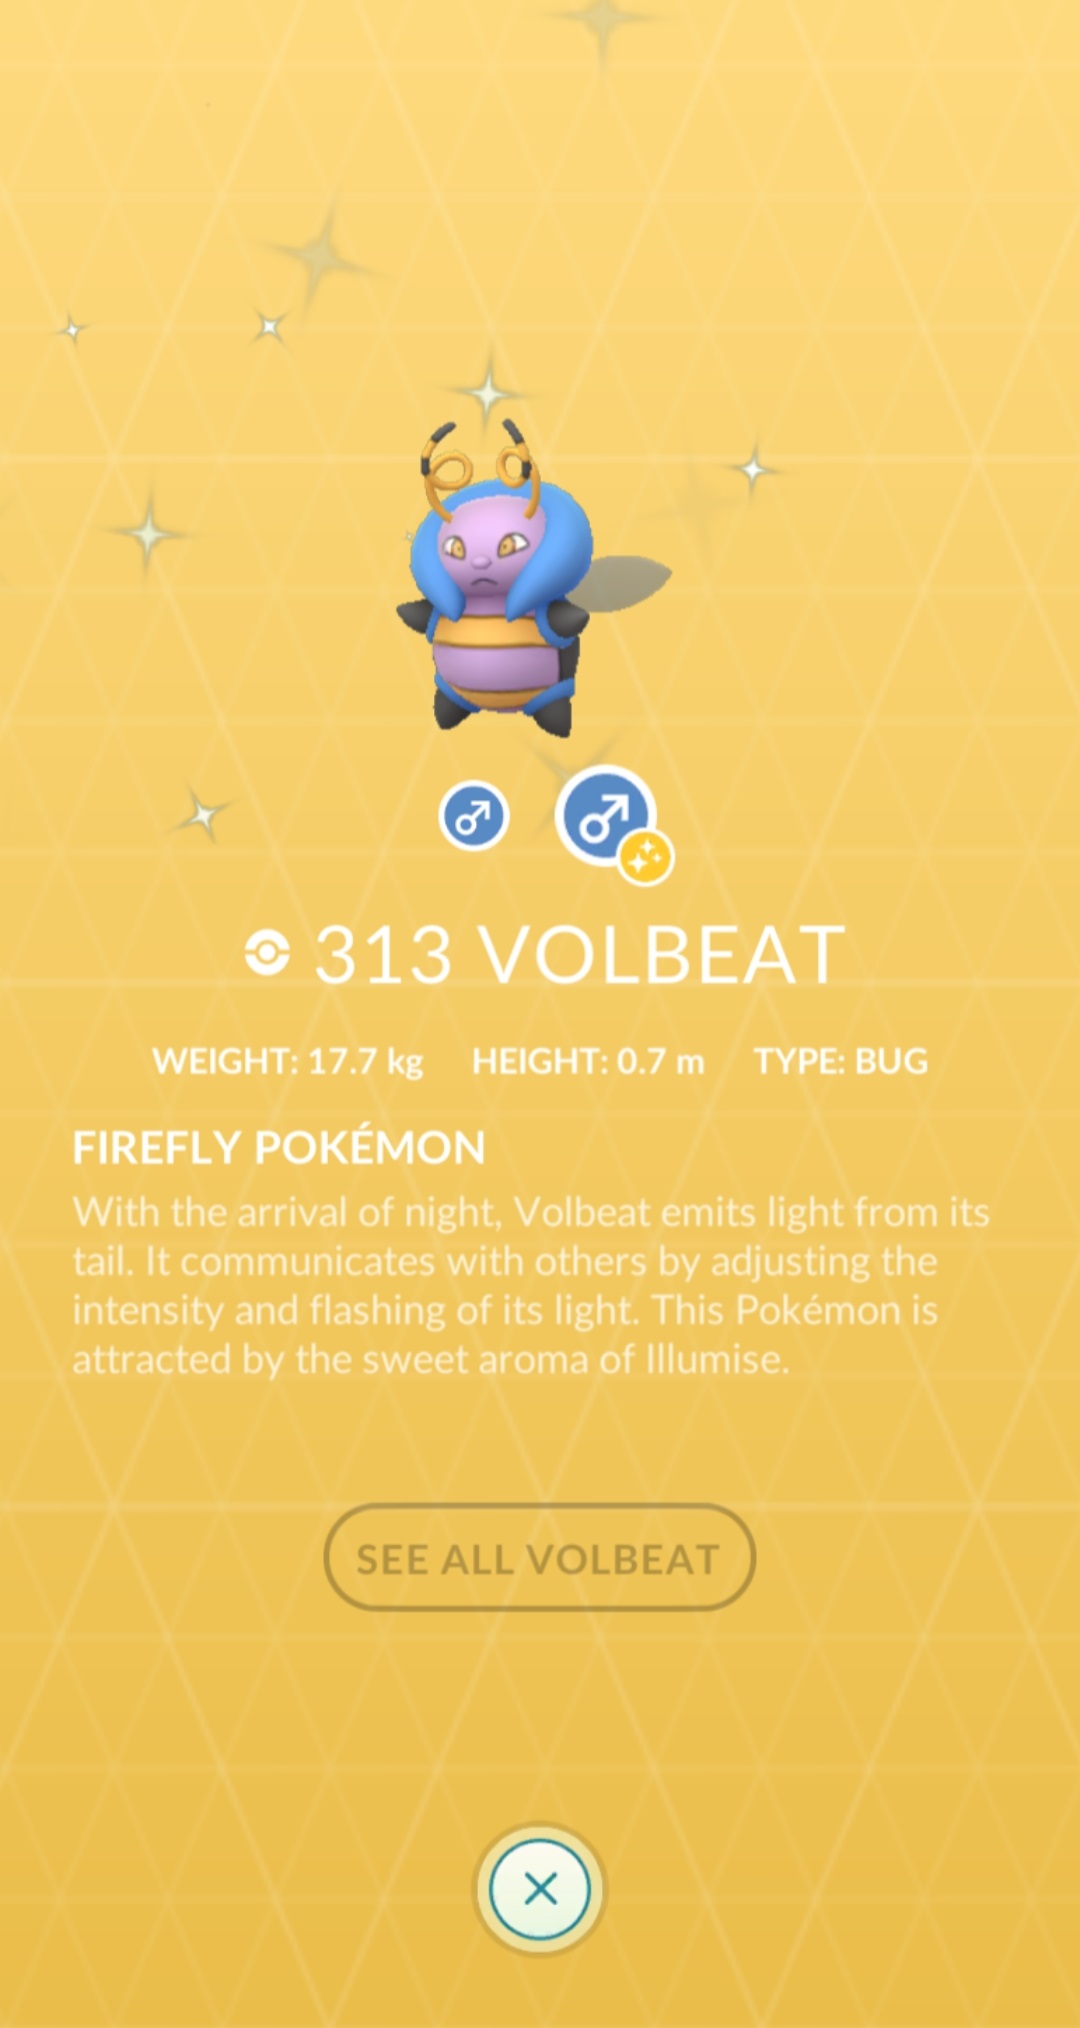 313 VOLBEAT
WEIGHT: 17.7 kg HEIGHT: 0.7 m TYPE: BUG
FIREFLY POKÉMON
With the arrival of night, Volbeat emits light from its
tail. It communicates with others by adjusting the
intensity and flashing of its light. This Pokémon is
attracted by the sweet aroma of Illumise.
SEE ALL VOLBEAT